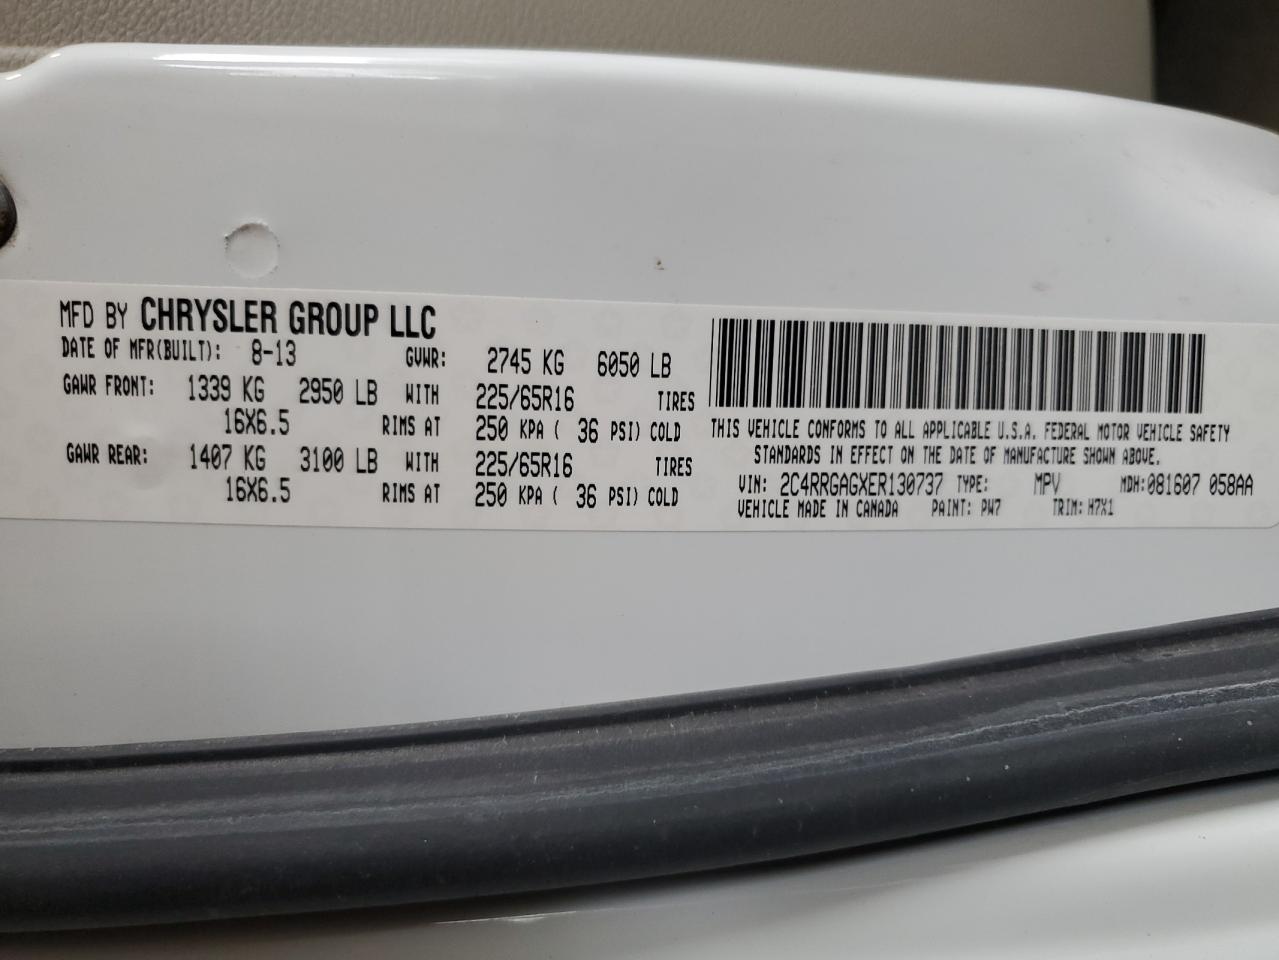 MFD BY CHRYSLER GROUP LLC
DATE OF MFR(BUILT): 8-13 GVWR: 2745 KG 6050 LB
GAWR FRONT: 1339 KG 2950 LB WITH 225/65R16 TIRES
16X6.5 RIMS AT 250 KPA ( 36 PSI) COLD
GAWR REAR: 1407 KG 3100 LB WITH 225/65R16 TIRES
16X6.5 RIMS AT 250 KPA ( 36 PSI) COLD
THIS VEHICLE CONFORMS TO ALL APPLICABLE U.S.A. FEDERAL MOTOR VEHICLE SAFETY
STANDARDS IN EFFECT ON THE DATE OF MANUFACTURE SHOWN ABOVE.
VIN: 2C4RRGAGXER130737 TYPE: MPV MDH:081607 058AA
VEHICLE MADE IN CANADA PAINT: PW7 TRIM: H7X1